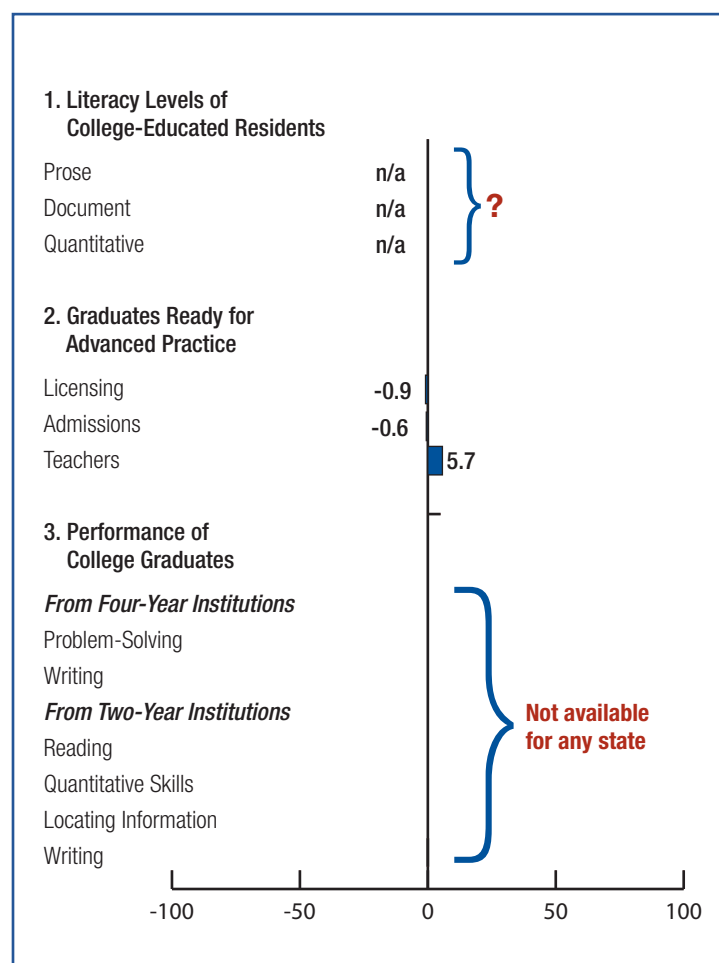 1. Literacy Levels of
College-Educated Residents
Prose n/a
Document n/a
Quantitative n/a
?
2. Graduates Ready for
Advanced Practice
Licensing -0.9
Admissions -0.6
Teachers 5.7
3. Performance of
College Graduates
From Four-Year Institutions
Problem-Solving
Writing
From Two-Year Institutions
Reading
Quantitative Skills
Locating Information
Writing
Not available
for any state
-100 -50 0 50 100